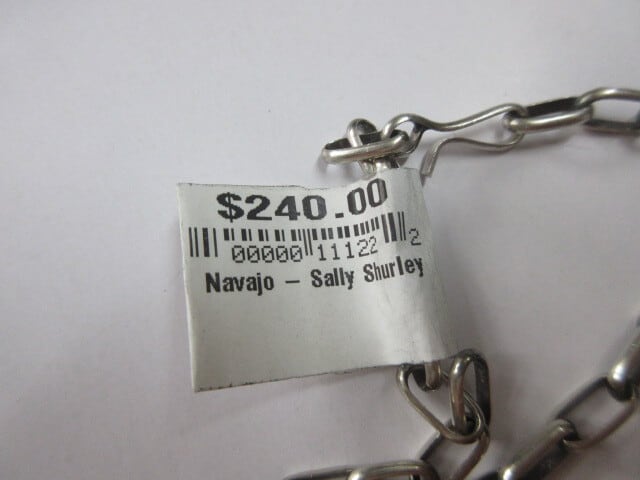 $240.00
00000 11122 2
Navajo – Sally Shurley